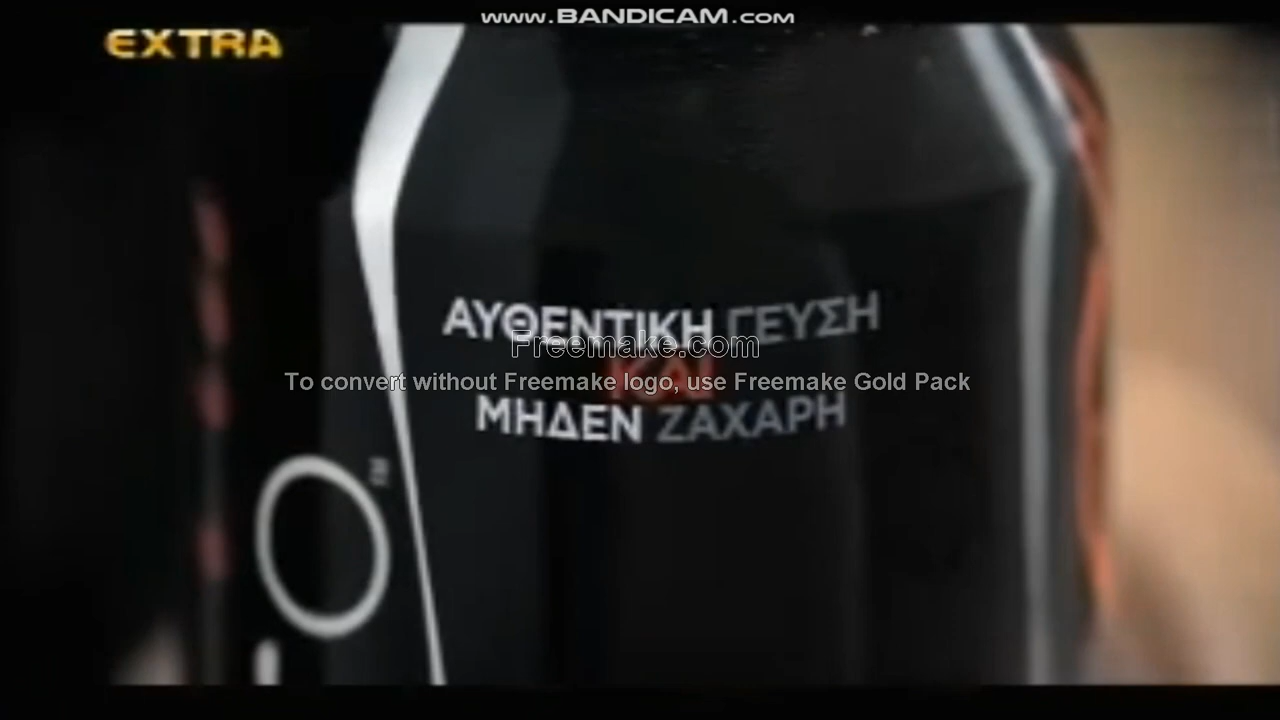 www.BANDICAM.com
EXTRA
ΑΥΘΕΝΤΙΚΗ ΓΕΥΣΗ
Freemake.com
ΚΑΙ
To convert without Freemake logo, use Freemake Gold Pack
ΜΗΔΕΝ ΖΑΧΑΡΗ